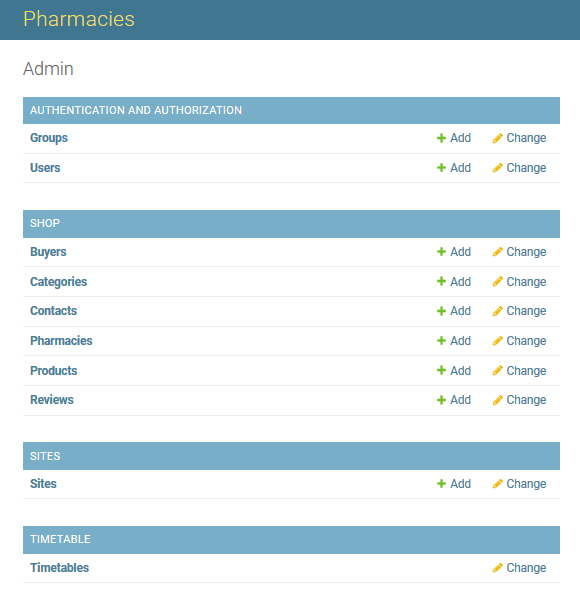 Pharmacies
Admin
AUTHENTICATION AND AUTHORIZATION
Groups Add Change
Users Add Change
SHOP
Buyers Add Change
Categories Add Change
Contacts Add Change
Pharmacies Add Change
Products Add Change
Reviews Add Change
SITES
Sites Add Change
TIMETABLE
Timetables Change